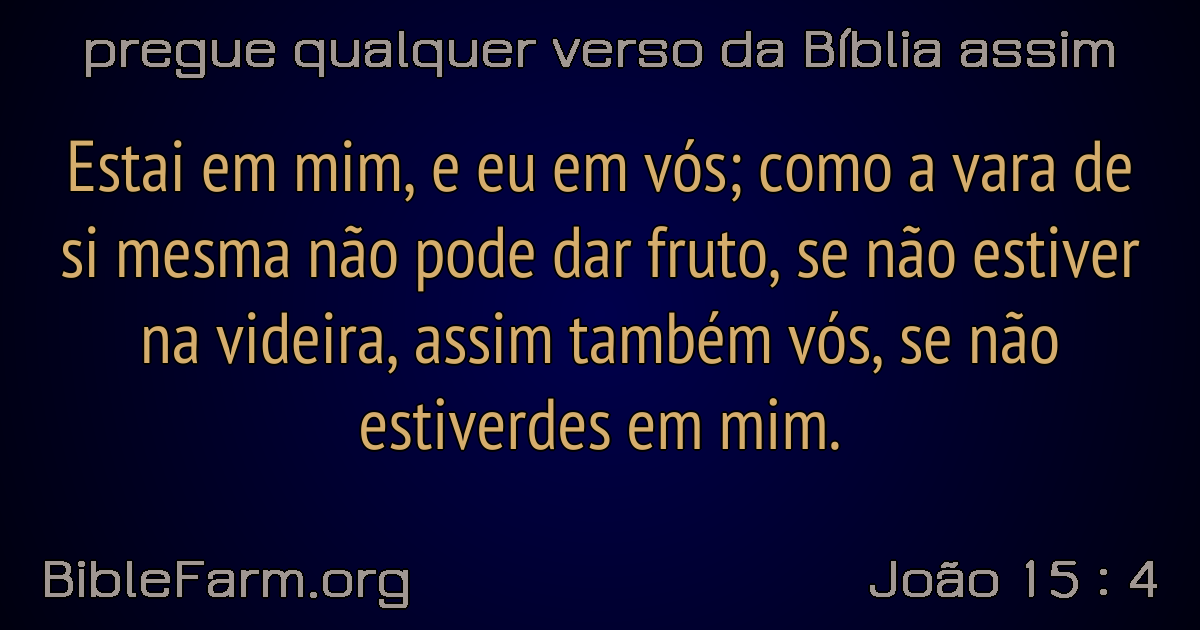 pregue qualquer verso da Bíblia assim
Estai em mim, e eu em vós; como a vara de
si mesma não pode dar fruto, se não estiver
na videira, assim também vós, se não
estiverdes em mim.
BibleFarm.org
João 15 : 4